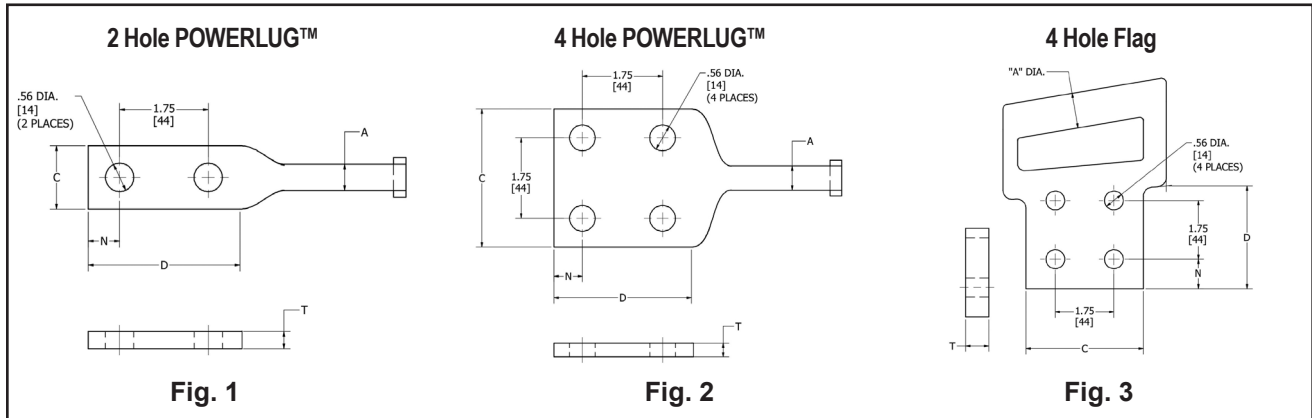 2 Hole POWERLUG™
.56 DIA.
[14]
(2 PLACES)
1.75
[44]
A
C
N
D
T
Fig. 1
4 Hole POWERLUG™
1.75
[44]
.56 DIA.
[14]
(4 PLACES)
A
C
1.75
[44]
N
D
T
Fig. 2
4 Hole Flag
"A" DIA.
.56 DIA.
[14]
(4 PLACES)
1.75
[44]
D
N
1.75
[44]
T
C
Fig. 3